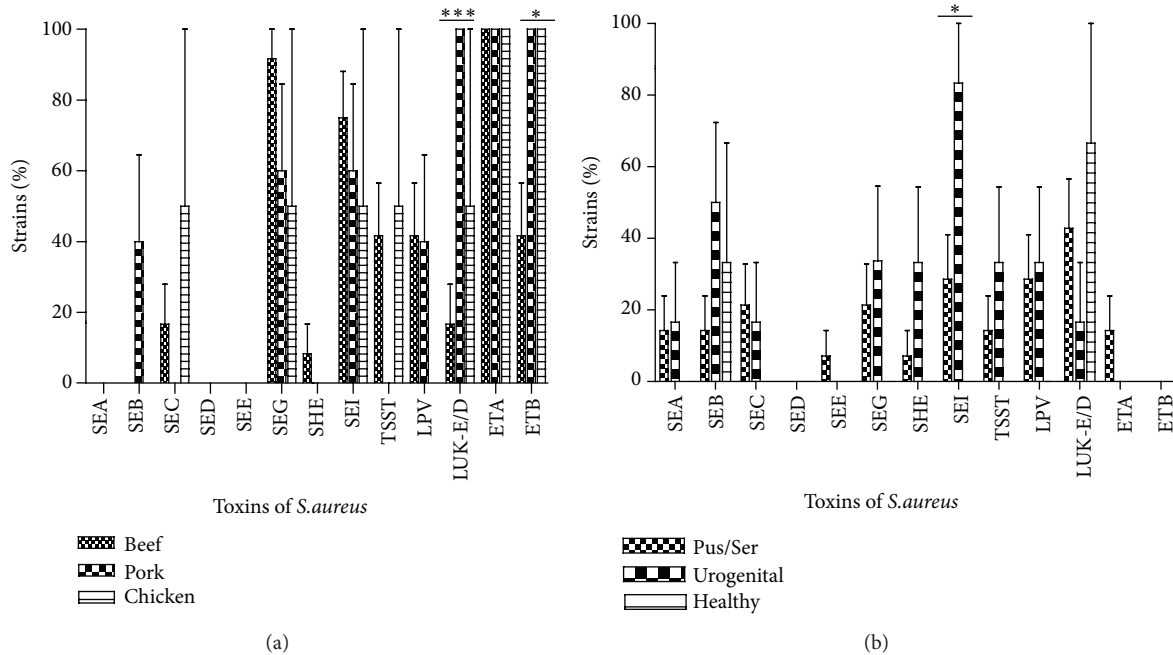 ∗∗∗
∗
100
80
60
40
20
0
Strains (%)
SEA
SEB
SEC
SED
SEE
SEG
SHE
SEI
TSST
LPV
LUK-E/D
ETA
ETB
Toxins of S.aureus
Beef
Pork
Chicken
(a)
∗
100
80
60
40
20
0
Strains (%)
SEA
SEB
SEC
SED
SEE
SEG
SHE
SEI
TSST
LPV
LUK-E/D
ETA
ETB
Toxins of S.aureus
Pus/Ser
Urogenital
Healthy
(b)